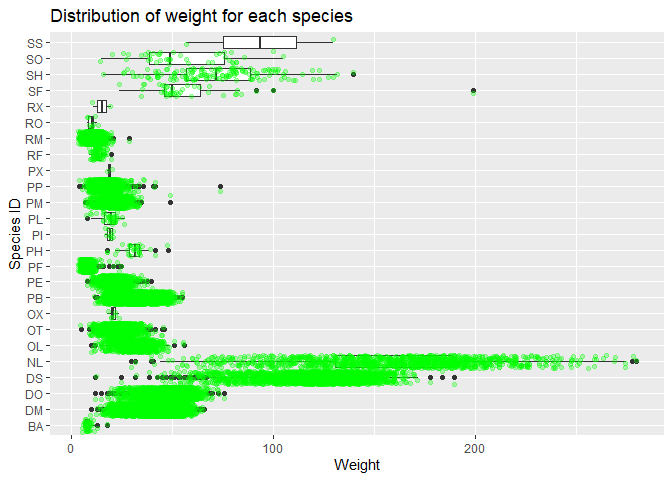 Distribution of weight for each species
Species ID
SS
SO
SH
SF
RX
RO
RM
RF
PX
PP
PM
PL
PI
PH
PF
PE
PB
OX
OT
OL
NL
DS
DO
DM
BA
0 100 200
Weight